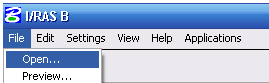 I/RAS B
File Edit Settings View Help Applications
Open...
Preview...